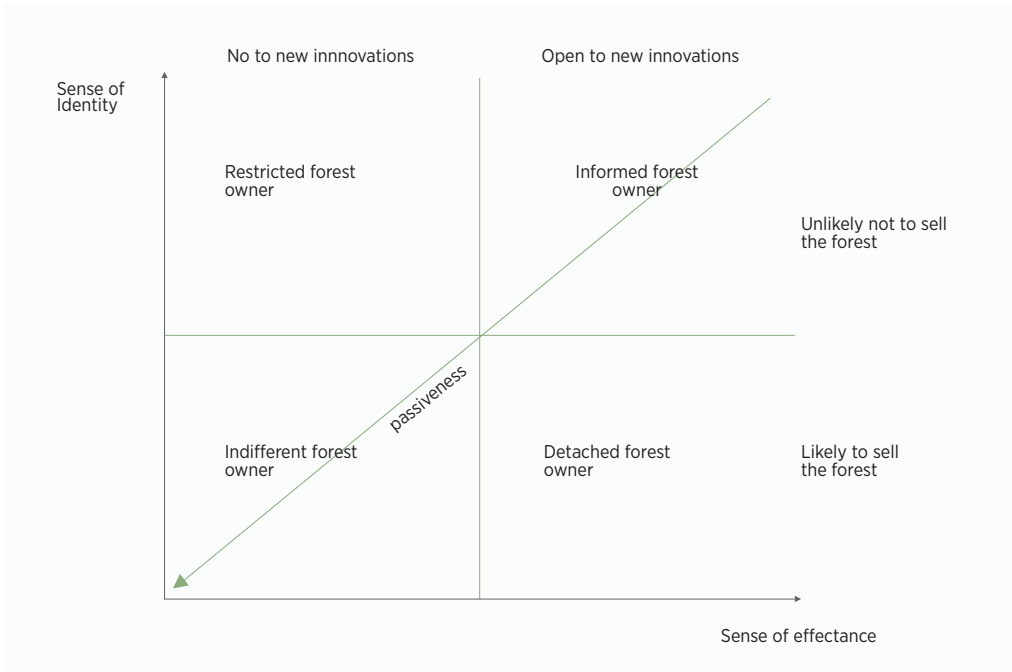 No to new innnovations
Open to new innovations
Sense of
Identity
Restricted forest
owner
Informed forest
owner
Unlikely not to sell
the forest
passiveness
Indifferent forest
owner
Detached forest
owner
Likely to sell
the forest
Sense of effectance